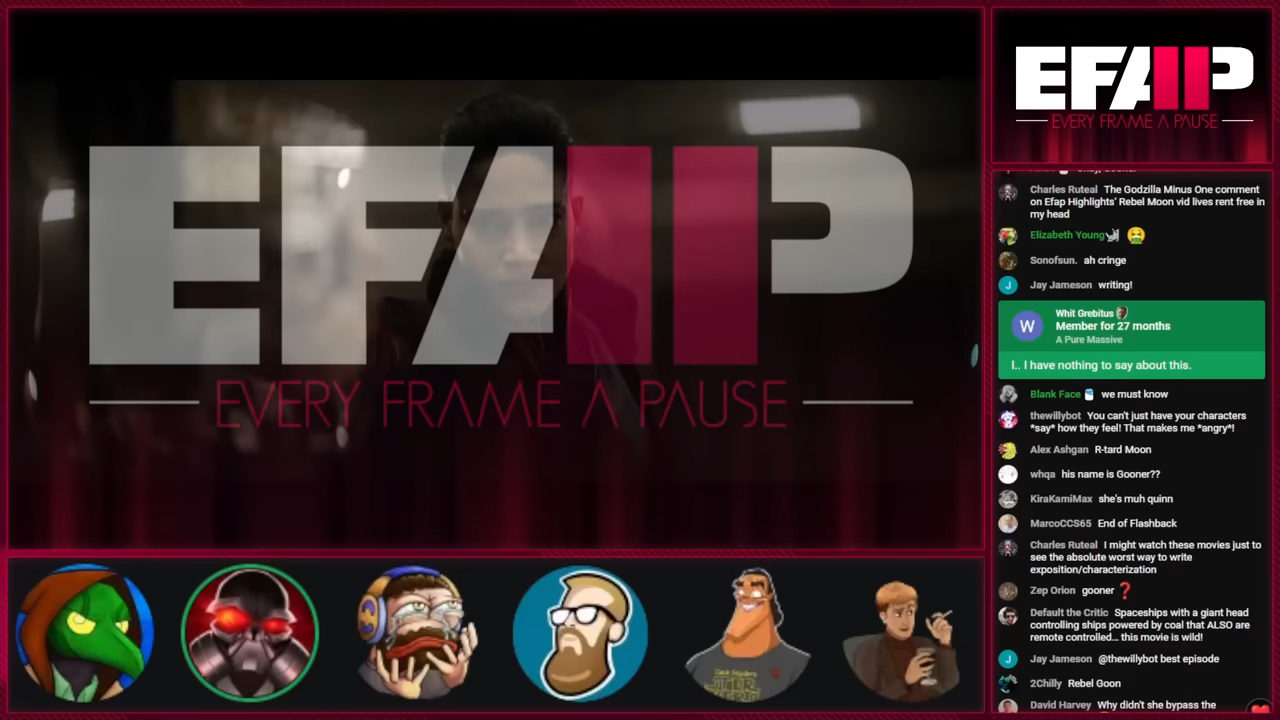 EFAP
EVERY FRAME A PAUSE
EFAP
EVERY FRAME A PAUSE
Charles Ruteal The Godzilla Minus One comment
on Efap Highlights' Rebel Moon vid lives rent free in
my head
Elizabeth Young
Sonofsun. ah cringe
J
Jay Jameson writing!
W
Whit Grebitus
Member for 27 months
A Pure Massive
I.. I have nothing to say about this.
Blank Face we must know
thewillybot You can't just have your characters
*say* how they feel! That makes me *angry*!
Alex Ashgan R-tard Moon
whqa his name is Gooner??
KiraKamiMax she's muh quinn
MarcoCCS65 End of Flashback
Charles Ruteal I might watch these movies just to
see the absolute worst way to write
exposition/characterization
Zep Orion gooner ❓
Default the Critic Spaceships with a giant head
controlling ships powered by coal that ALSO are
remote controlled... this movie is wild!
J
Jay Jameson @thewillybot best episode
2Chilly Rebel Goon
David Harvey Why didn't she bypass the